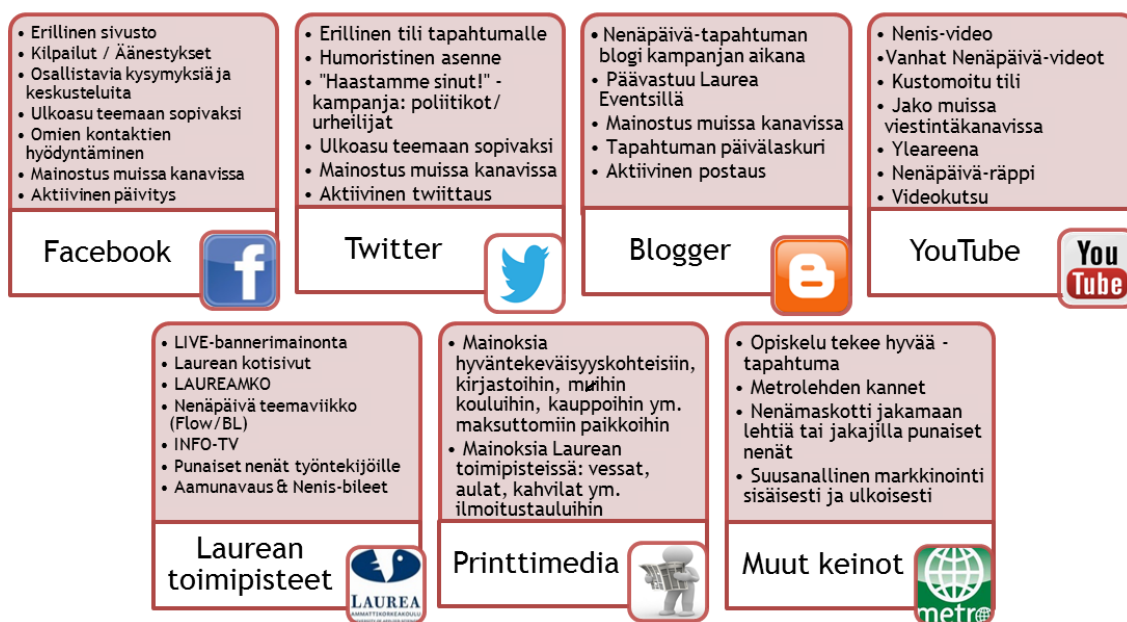 • Erillinen sivusto
• Kilpailut / Äänestykset
• Osallistavia kysymyksiä ja
keskusteluita
• Ulkoasu teemaan sopivaksi
• Omien kontaktien
hyödyntäminen
• Mainostus muissa kanavissa
• Aktiivinen päivitys
Facebook
f
• Erillinen tili tapahtumalle
• Humoristinen asenne
• "Haastamme sinut!" -
kampanja: poliitikot/
urheilijat
• Ulkoasu teemaan sopivaksi
• Mainostus muissa kanavissa
• Aktiivinen twiittaus
Twitter
• Nenäpäivä-tapahtuman
blogi kampanjan aikana
• Päävastuu Laurea
Eventsillä
• Mainostus muissa kanavissa
• Tapahtuman päivälaskuri
• Aktiivinen postaus
Blogger
B
• Nenis-video
•Vanhat Nenäpäivä-videot
• Kustomoitu tili
• Jako muissa
viestintäkanavissa
• Yleareena
• Nenäpäivä-räppi
• Videokutsu
YouTube
You
Tube
• LIVE-bannerimainonta
• Laurean kotisivut
• LAUREAMKO
• Nenäpäivä teemaviikko
(Flow/BL)
• INFO-TV
• Punaiset nenät työntekijöille
• Aamunavaus & Nenis-bileet
Laurean
toimipisteet
LAUREA
AMMATTIKORKEAKOULU
• Mainoksia
hyväntekeväisyyskohteisiin,
kirjastoihin, muihin
kouluihin, kauppoihin ym.
maksuttomiin paikkoihin
• Mainoksia Laurean
toimipisteissä: vessat,
aulat, kahvilat ym.
ilmoitustauluihin
Printtimedia
• Opiskelu tekee hyvää -
tapahtuma
• Metrolehden kannet
• Nenämaskotti jakamaan
lehtiä tai jakajilla punaiset
nenät
• Suusanallinen markkinointi
sisäisesti ja ulkoisesti
Muut keinot
metro